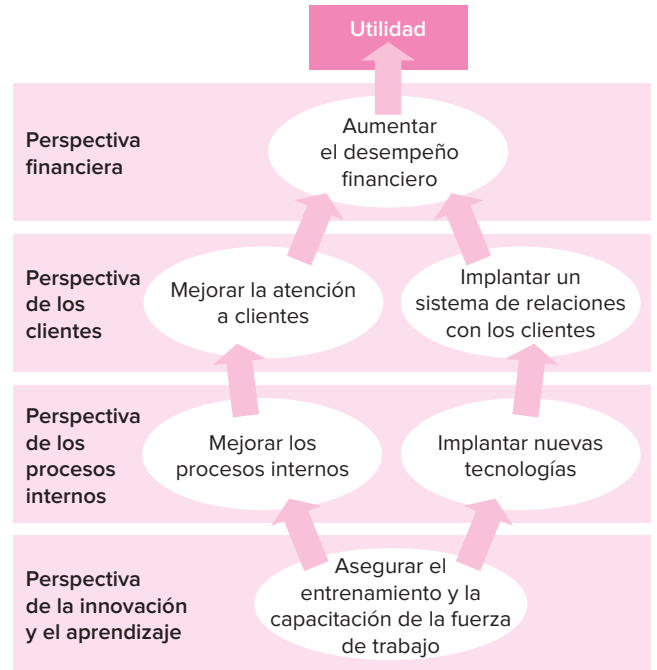 Utilidad
Perspectiva
financiera
Aumentar
el desempeño
financiero
Perspectiva
de los
clientes
Mejorar la atención
a clientes
Implantar un
sistema de relaciones
con los clientes
Perspectiva
de los
procesos
internos
Mejorar los
procesos internos
Implantar nuevas
tecnologías
Perspectiva
de la innovación
y el aprendizaje
Asegurar el
entrenamiento y la
capacitación de la fuerza
de trabajo